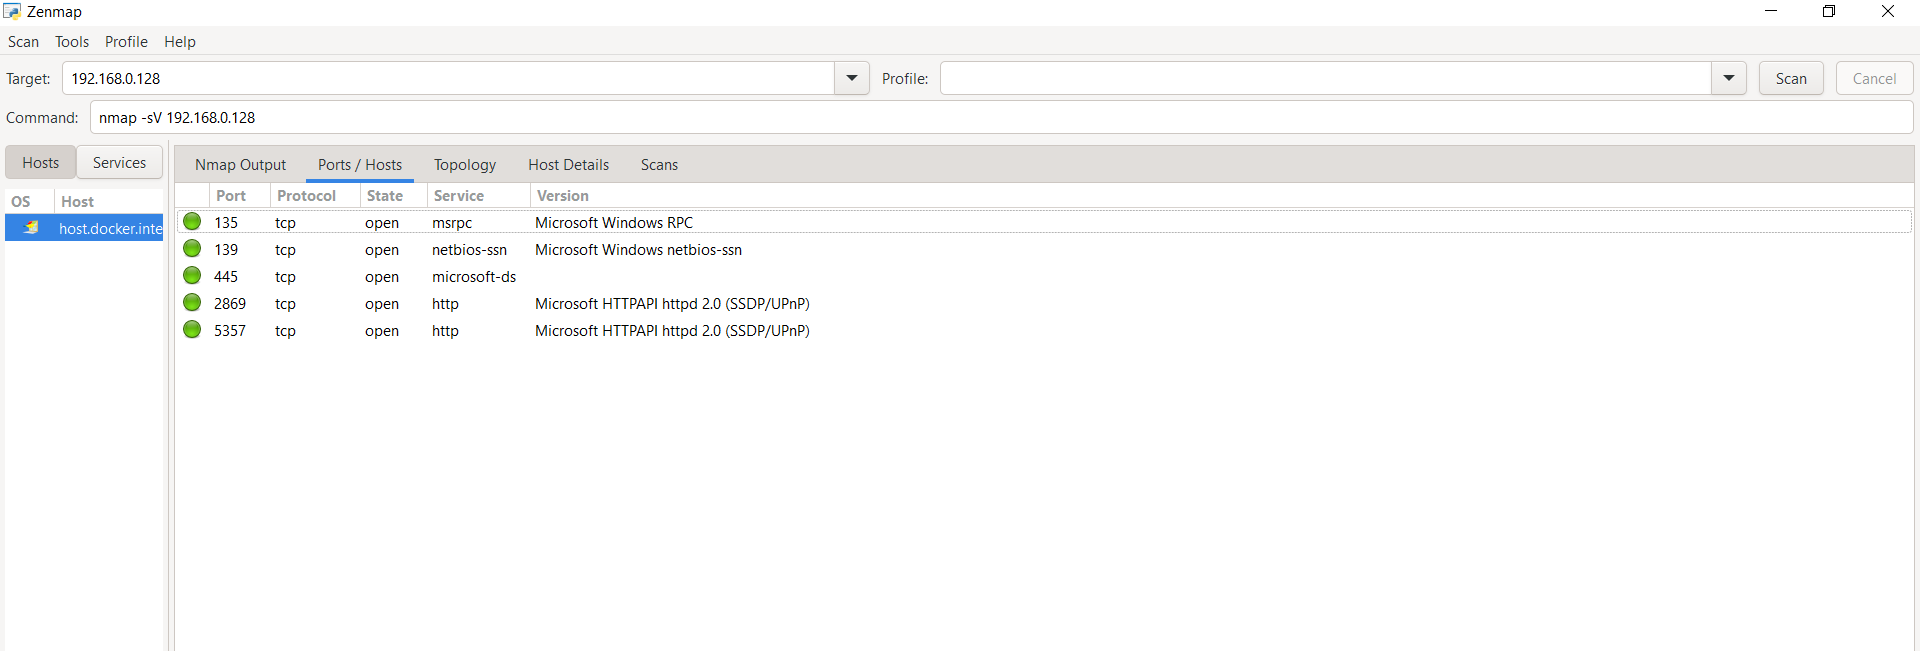 Zenmap
Scan Tools Profile Help
Target: 192.168.0.128 Profile: Scan Cancel
Command: nmap -sV 192.168.0.128
Hosts Services Nmap Output Ports / Hosts Topology Host Details Scans
OS Host Port Protocol State Service Version
host.docker.inte 135 tcp open msrpc Microsoft Windows RPC
139 tcp open netbios-ssn Microsoft Windows netbios-ssn
445 tcp open microsoft-ds
2869 tcp open http Microsoft HTTPAPI httpd 2.0 (SSDP/UPnP)
5357 tcp open http Microsoft HTTPAPI httpd 2.0 (SSDP/UPnP)